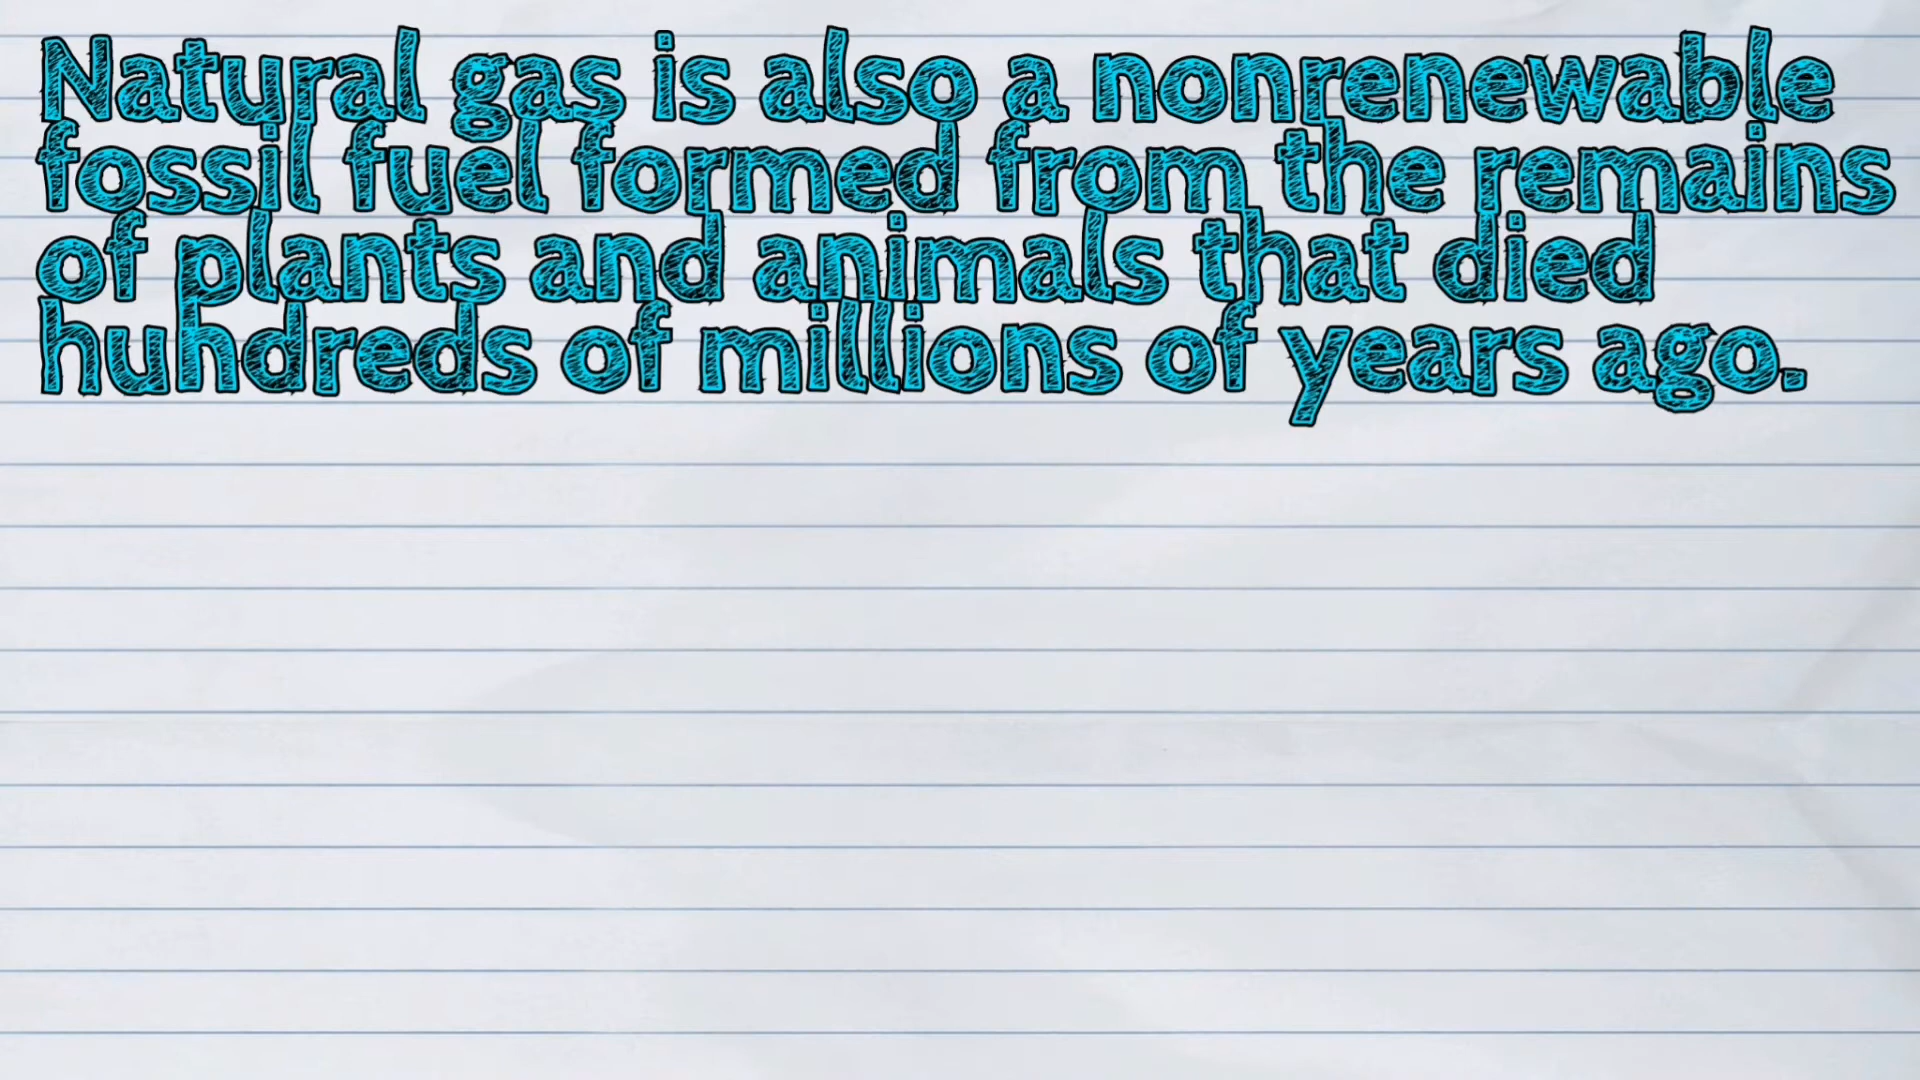 Natural gas is also a nonrenewable
fossil fuel formed from the remains
of plants and animals that died
hundreds of millions of years ago.